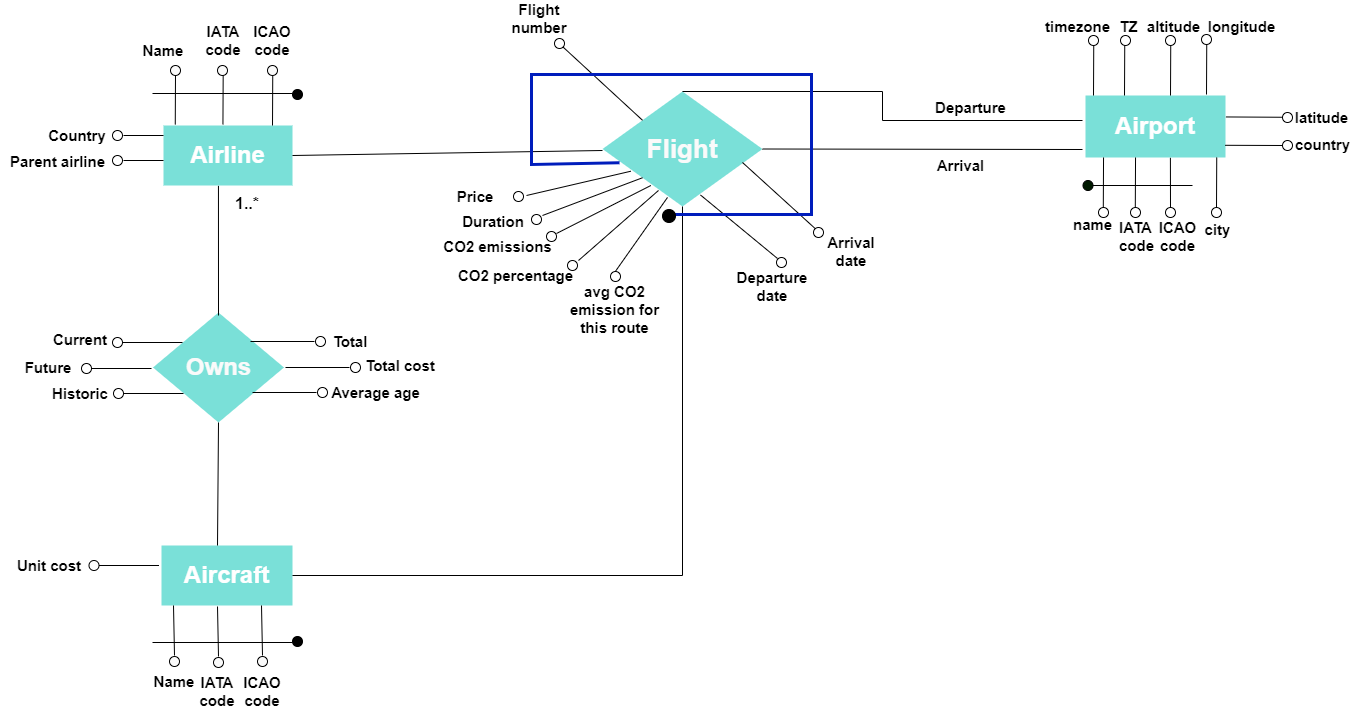 Flight
number
IATA
code
ICAO
code
Name
timezone
TZ
altitude
longitude
Country
Parent airline
Airline
1..*
Flight
Departure
Arrival
Airport
latitude
country
Price
Duration
CO2 emissions
CO2 percentage
avg CO2
emission for
this route
Departure
date
Arrival
date
name
IATA
code
ICAO
code
city
Current
Future
Historic
Owns
Total
Total cost
Average age
Unit cost
Aircraft
Name
IATA
code
ICAO
code